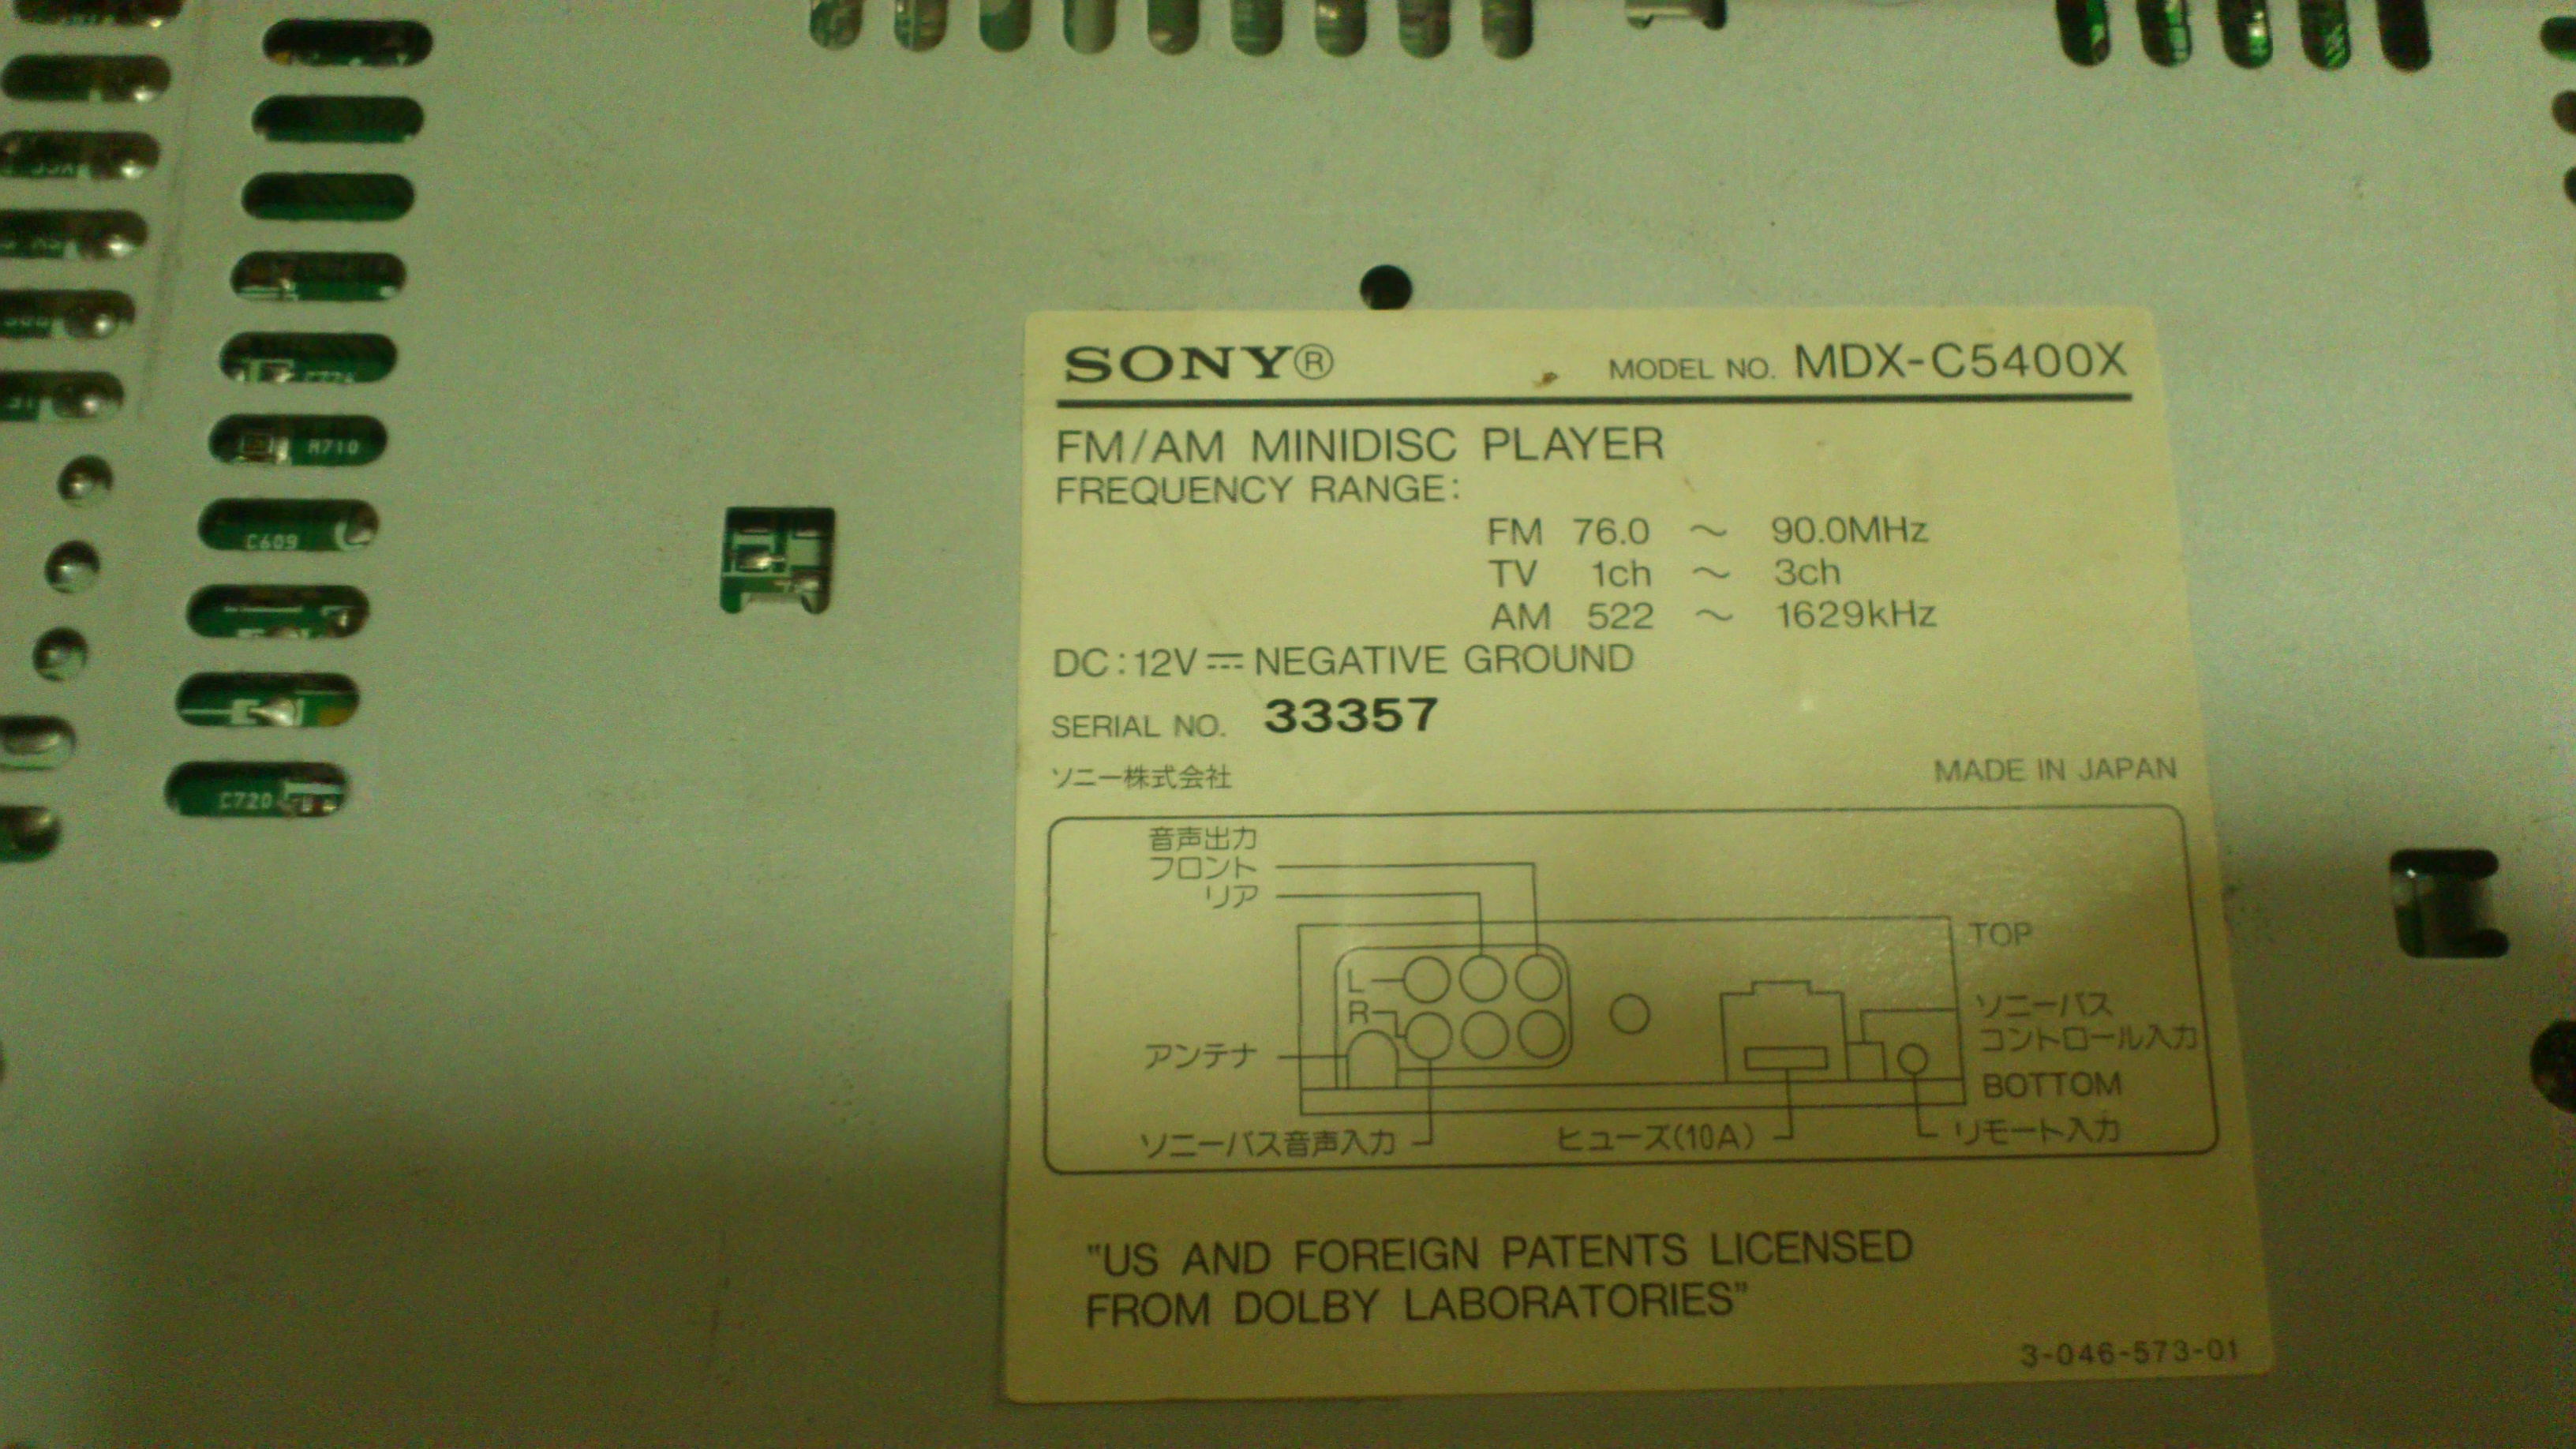 SONY®
MODEL NO. MDX-C5400X
FM/AM MINIDISC PLAYER
FREQUENCY RANGE:
FM 76.0 ~ 90.0MHz
TV 1ch ~ 3ch
AM 522 ~ 1629kHz
DC:12V⎓NEGATIVE GROUND
SERIAL NO. 33357
ソニー株式会社
MADE IN JAPAN
音声出力
フロント
リア
TOP
L
R
ソニーバス
コントロール入力
アンテナ
BOTTOM
ソニーバス音声入力
ヒューズ(10A)
リモート入力
"US AND FOREIGN PATENTS LICENSED
FROM DOLBY LABORATORIES"
3-046-573-01
R710
C609
C720